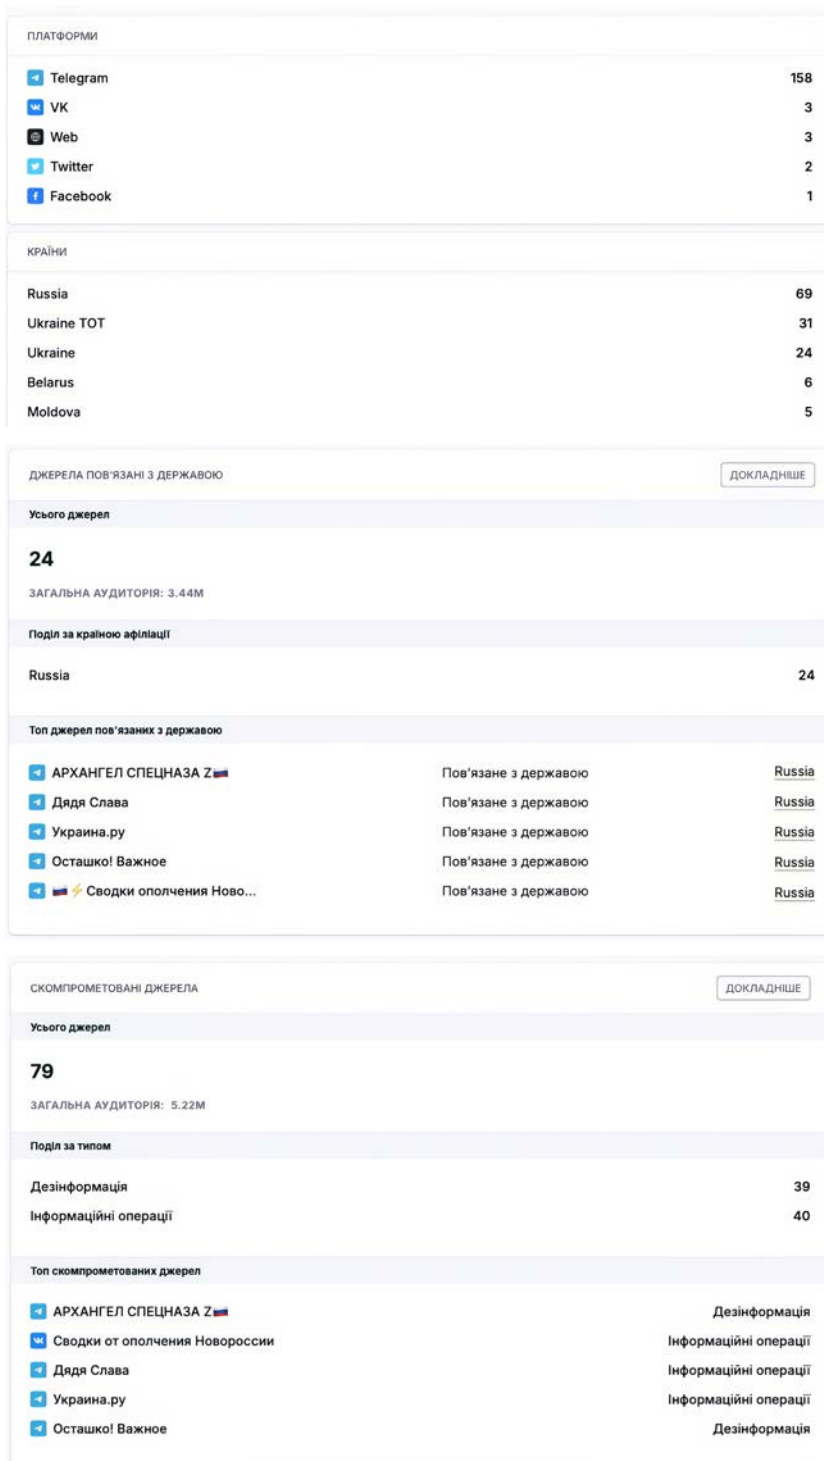 ПЛАТФОРМИ
Telegram 158
VK 3
Web 3
Twitter 2
Facebook 1
КРАЇНИ
Russia 69
Ukraine TOT 31
Ukraine 24
Belarus 6
Moldova 5
ДЖЕРЕЛА ПОВ'ЯЗАНІ З ДЕРЖАВОЮ ДОКЛАДНІШЕ
Усього джерел
24
ЗАГАЛЬНА АУДИТОРІЯ: 3.44M
Поділ за країною афіліації
Russia 24
Топ джерел пов'язаних з державою
АРХАНГЕЛ СПЕЦНАЗА Z🇷🇺 Пов'язане з державою Russia
Дядя Слава Пов'язане з державою Russia
Украина.ру Пов'язане з державою Russia
Осташко! Важное Пов'язане з державою Russia
🇷🇺⚡Сводки ополчения Ново... Пов'язане з державою Russia
СКОМПРОМЕТОВАНІ ДЖЕРЕЛА ДОКЛАДНІШЕ
Усього джерел
79
ЗАГАЛЬНА АУДИТОРІЯ: 5.22M
Поділ за типом
Дезінформація 39
Інформаційні операції 40
Топ скомпрометованих джерел
АРХАНГЕЛ СПЕЦНАЗА Z🇷🇺 Дезінформація
Сводки от ополчения Новороссии Інформаційні операції
Дядя Слава Інформаційні операції
Украина.ру Інформаційні операції
Осташко! Важное Дезінформація